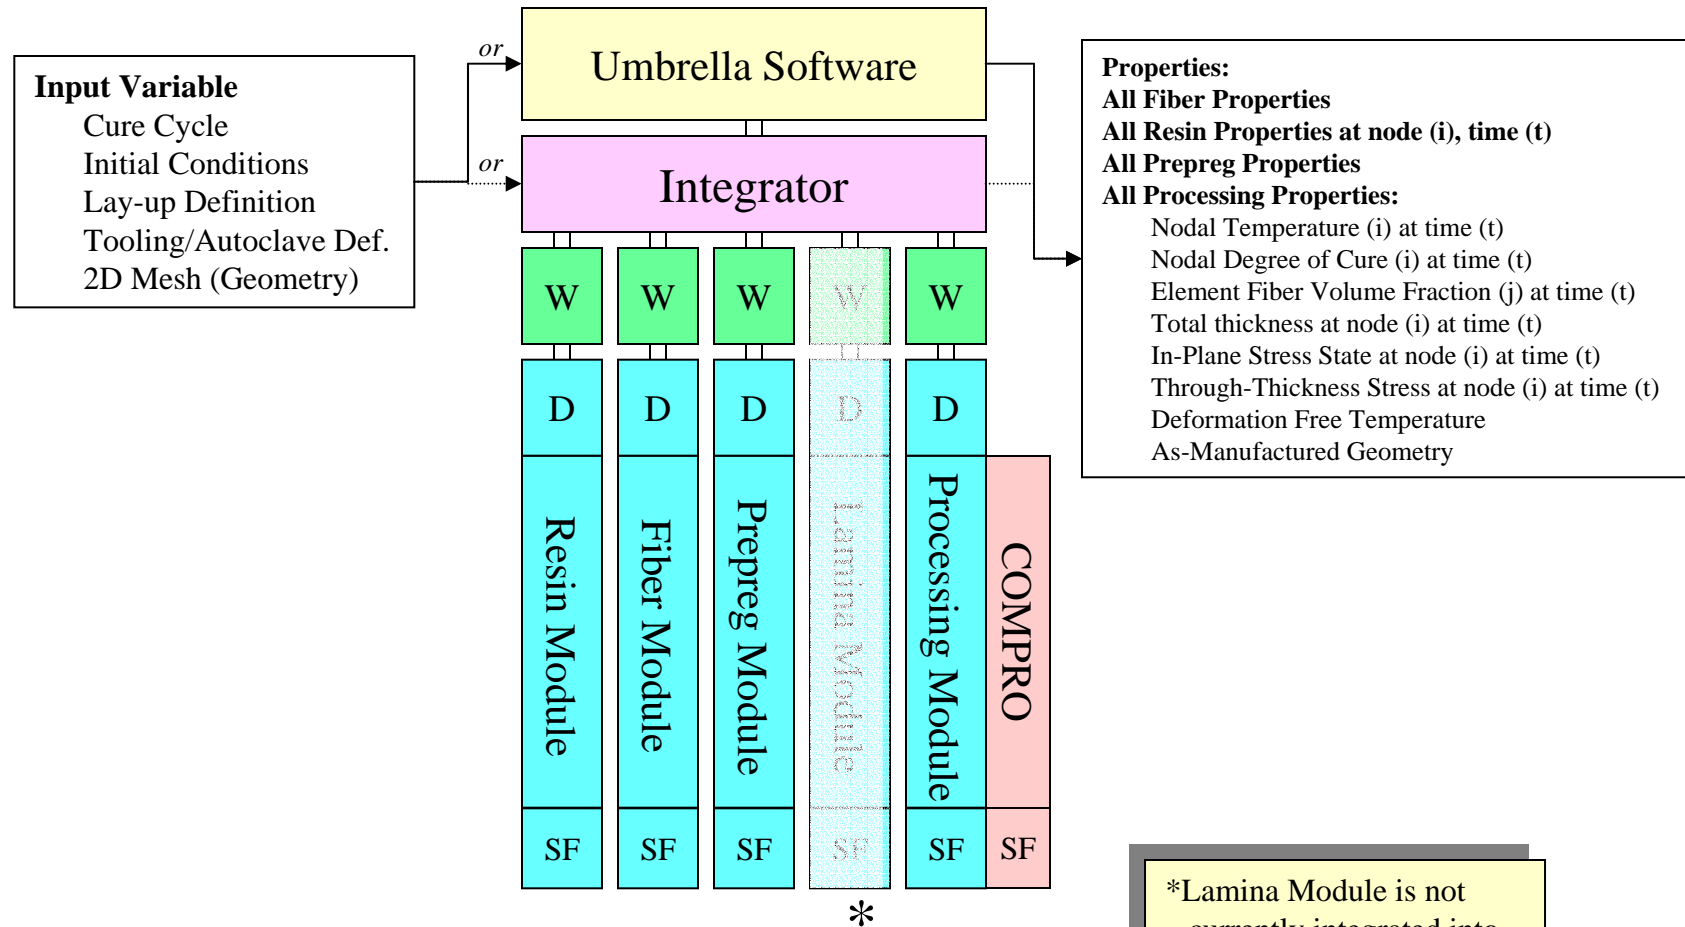 Input Variable
Cure Cycle
Initial Conditions
Lay-up Definition
Tooling/Autoclave Def.
2D Mesh (Geometry)
or
or
Umbrella Software
Integrator
W
W
W
W
W
D
D
D
D
D
Resin Module
Fiber Module
Prepreg Module
Lamina Module
Processing Module
COMPRO
SF
SF
SF
SF
SF
SF
*
Properties:
All Fiber Properties
All Resin Properties at node (i), time (t)
All Prepreg Properties
All Processing Properties:
Nodal Temperature (i) at time (t)
Nodal Degree of Cure (i) at time (t)
Element Fiber Volume Fraction (j) at time (t)
Total thickness at node (i) at time (t)
In-Plane Stress State at node (i) at time (t)
Through-Thickness Stress at node (i) at time (t)
Deformation Free Temperature
As-Manufactured Geometry
*Lamina Module is not
currently integrated into